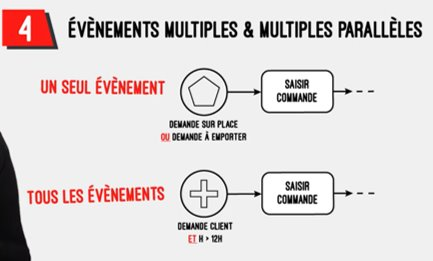 4
ÉVÈNEMENTS MULTIPLES & MULTIPLES PARALLÈLES
UN SEUL ÉVÈNEMENT
SAISIR
COMMANDE
DEMANDE SUR PLACE
OU DEMANDE À EMPORTER
TOUS LES ÉVÈNEMENTS
SAISIR
COMMANDE
DEMANDE CLIENT
ET H > 12H